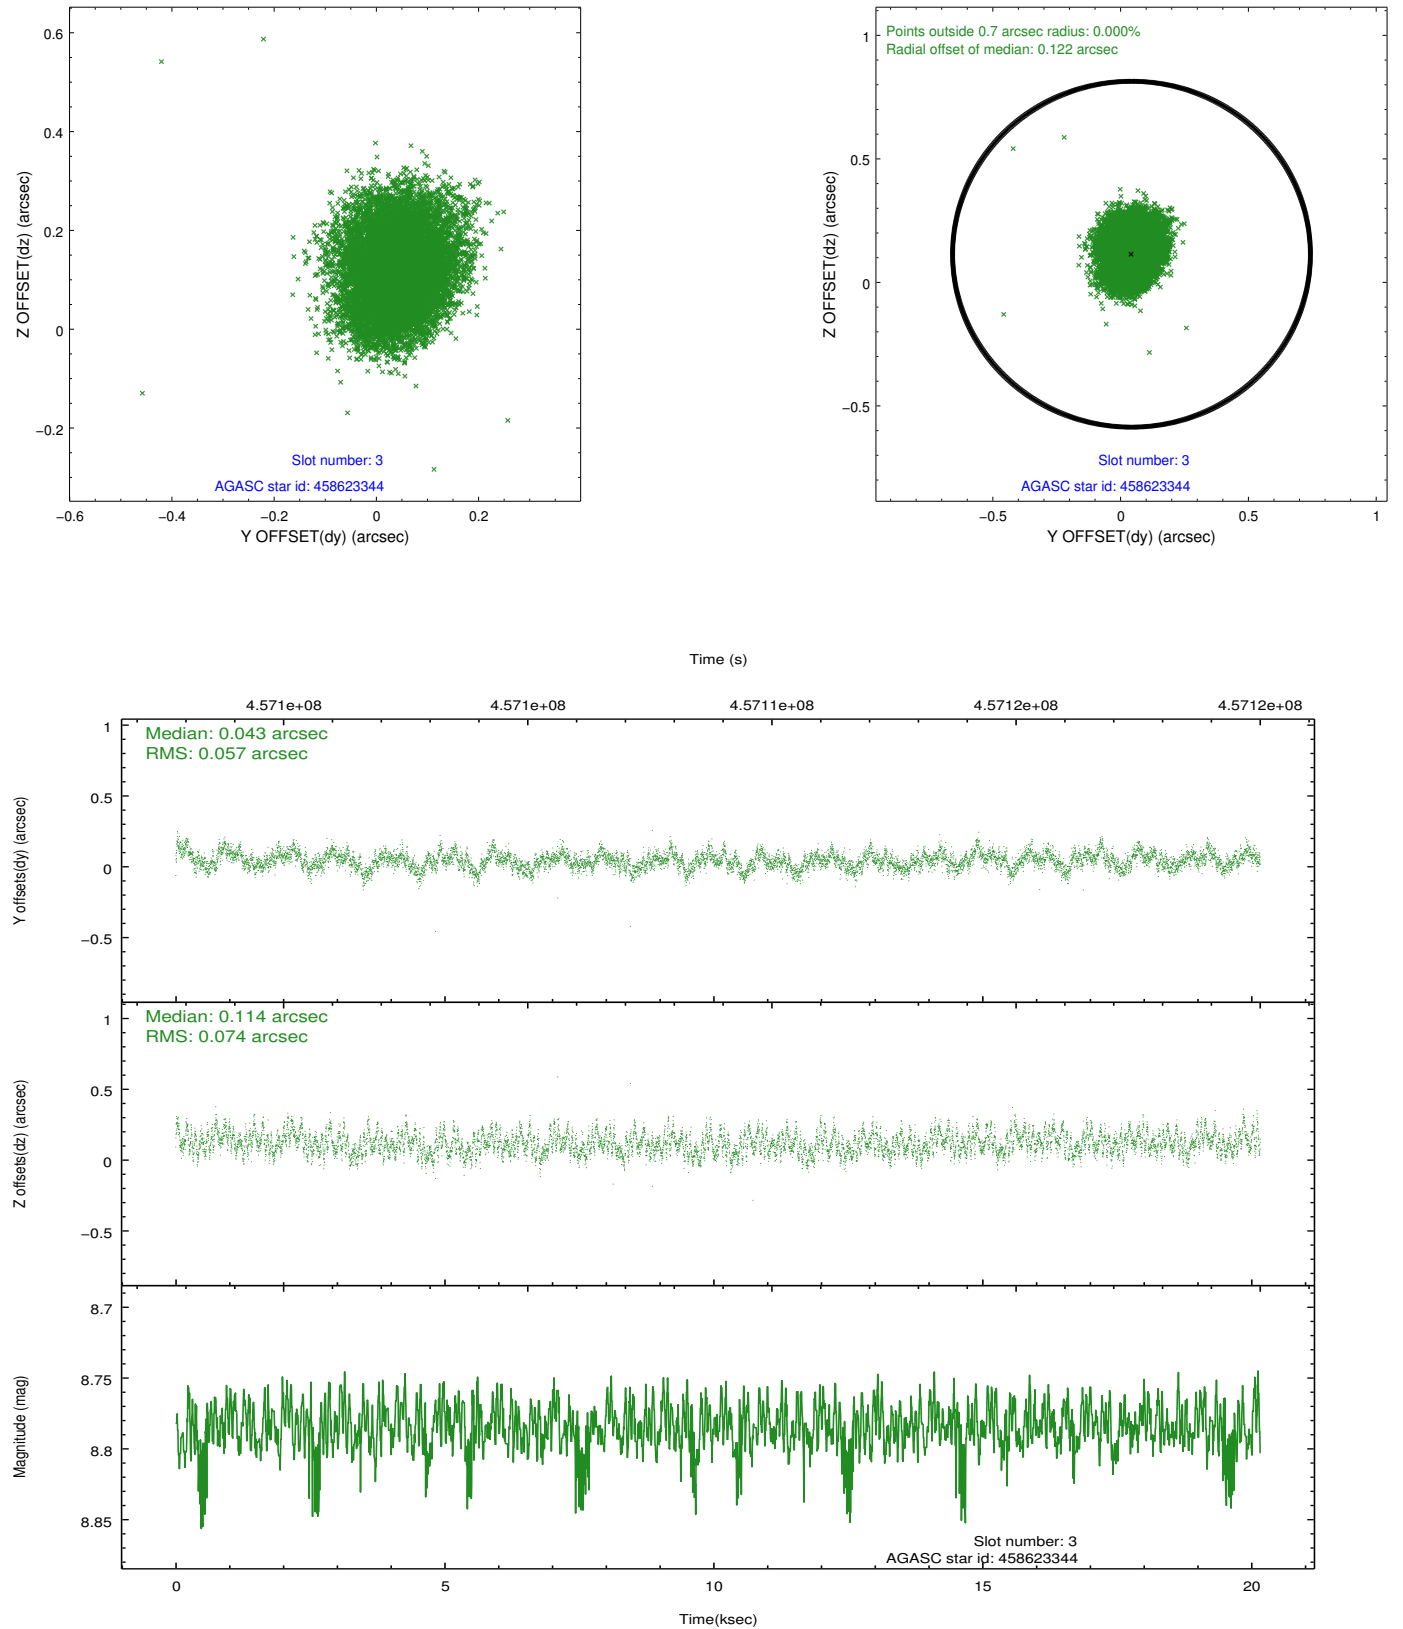 0.6
0.4
0.2
0
−0.2
Z OFFSET(dz) (arcsec)
Slot number: 3
AGASC star id: 458623344
−0.6
−0.4
−0.2
0
0.2
Y OFFSET(dy) (arcsec)
Points outside 0.7 arcsec radius: 0.000%
Radial offset of median: 0.122 arcsec
1
0.5
0
−0.5
Z OFFSET(dz) (arcsec)
Slot number: 3
AGASC star id: 458623344
−0.5
0
0.5
1
Y OFFSET(dy) (arcsec)
Time (s)
4.571e+08
4.571e+08
4.5711e+08
4.5712e+08
4.5712e+08
Median: 0.043 arcsec
RMS: 0.057 arcsec
1
0.5
0
−0.5
Y offsets(dy) (arcsec)
Median: 0.114 arcsec
RMS: 0.074 arcsec
1
0.5
0
−0.5
Z offsets(dz) (arcsec)
8.7
8.75
8.8
8.85
Magnitude (mag)
Slot number: 3
AGASC star id: 458623344
0
5
10
15
20
Time(ksec)